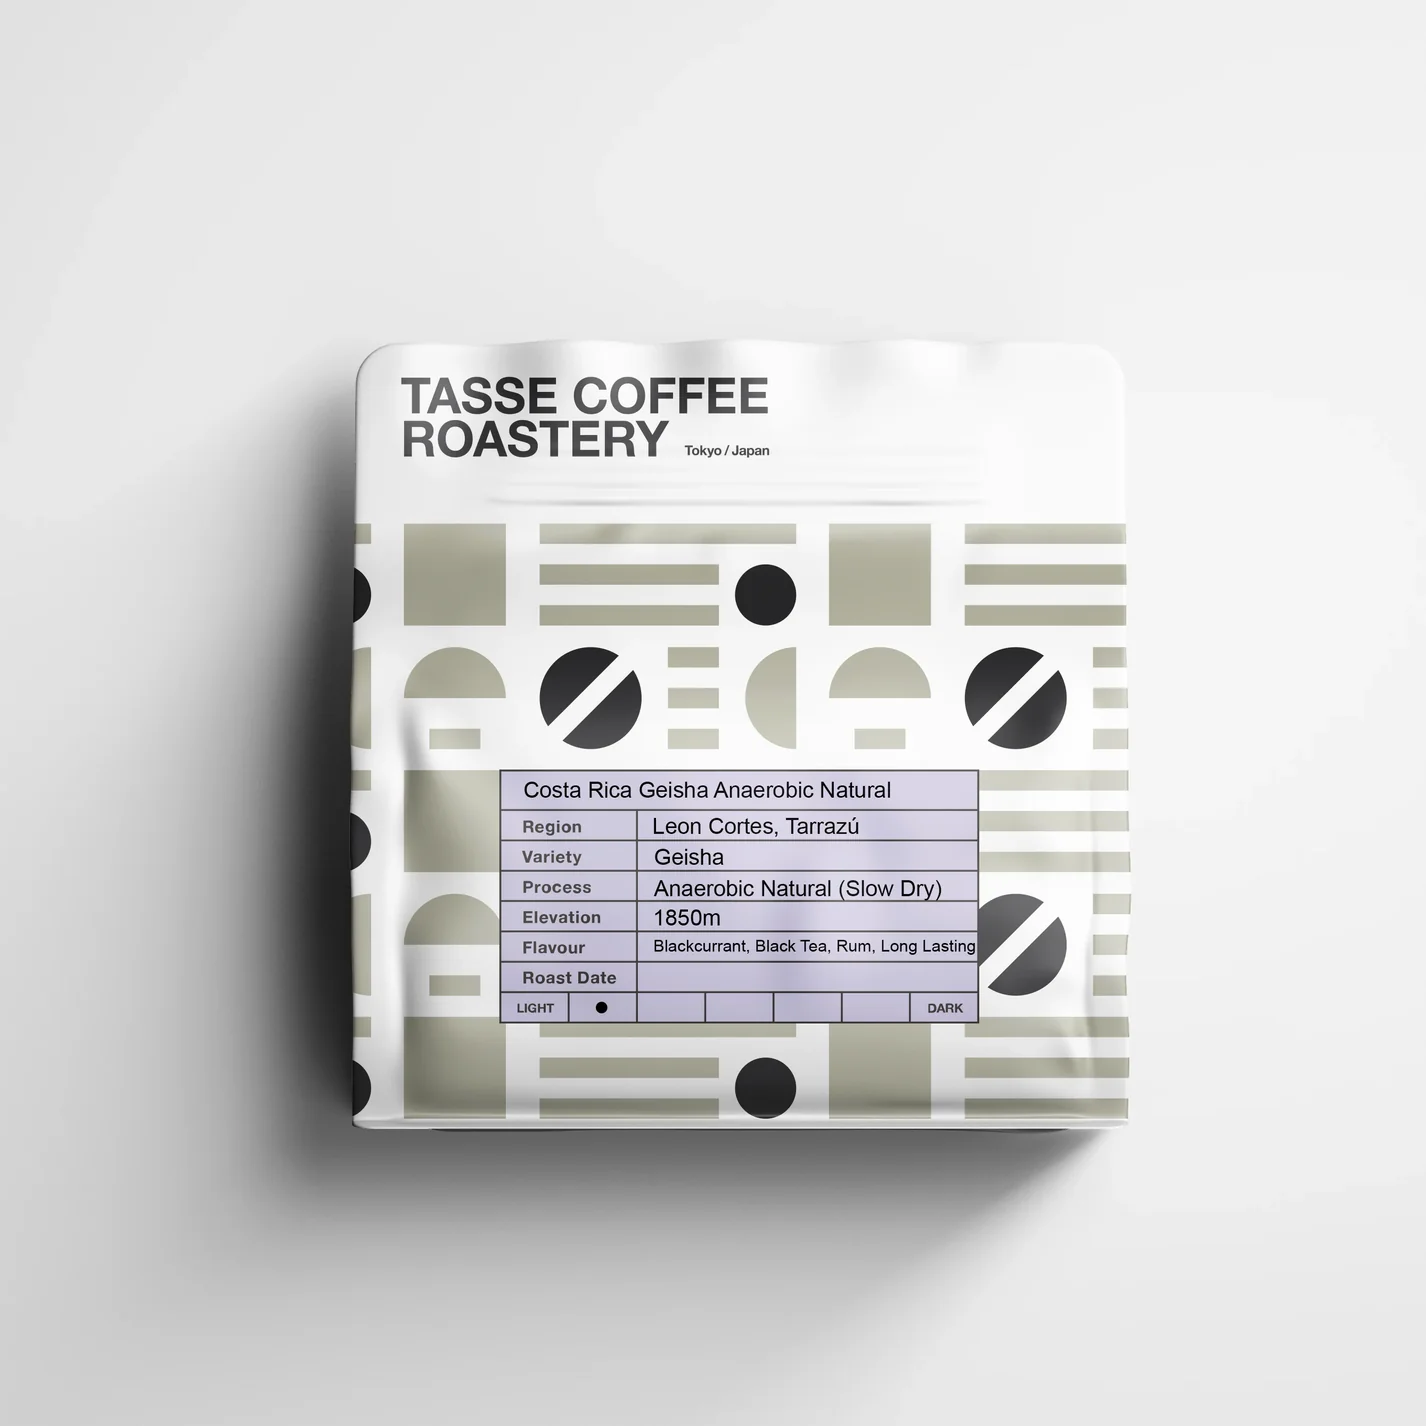 TASSE COFFEE
ROASTERY Tokyo / Japan
Costa Rica Geisha Anaerobic Natural
Region Leon Cortes, Tarrazú
Variety Geisha
Process Anaerobic Natural (Slow Dry)
Elevation 1850m
Flavour Blackcurrant, Black Tea, Rum, Long Lasting
Roast Date
LIGHT DARK